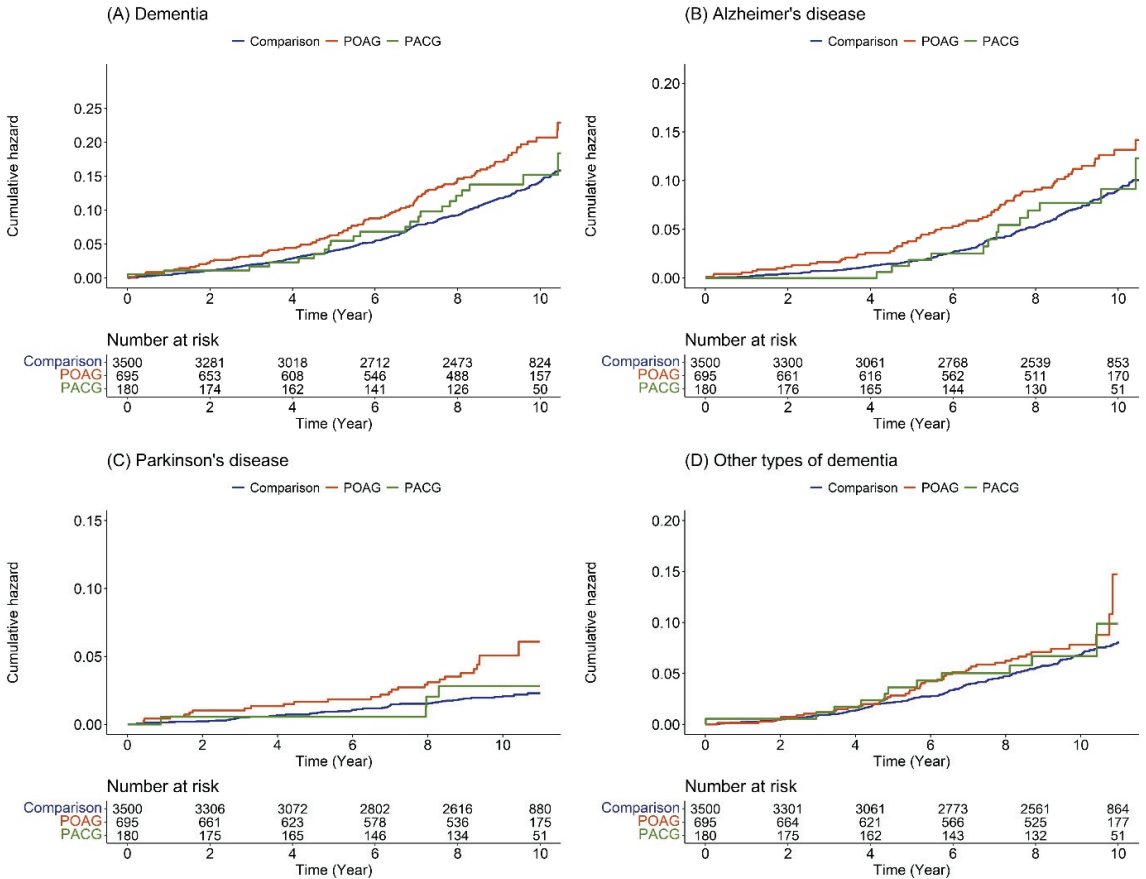 (A) Dementia
Comparison POAG PACG
Cumulative hazard
0.25
0.20
0.15
0.10
0.05
0.00
0 2 4 6 8 10
Time (Year)
Number at risk
Comparison 3500 3281 3018 2712 2473 824
POAG 695 653 608 546 488 157
PACG 180 174 162 141 126 50
0 2 4 6 8 10
Time (Year)
(B) Alzheimer's disease
Comparison POAG PACG
Cumulative hazard
0.20
0.15
0.10
0.05
0.00
0 2 4 6 8 10
Time (Year)
Number at risk
Comparison 3500 3300 3061 2768 2539 853
POAG 695 661 616 562 511 170
PACG 180 176 165 144 130 51
0 2 4 6 8 10
Time (Year)
(C) Parkinson's disease
Comparison POAG PACG
Cumulative hazard
0.15
0.10
0.05
0.00
0 2 4 6 8 10
Time (Year)
Number at risk
Comparison 3500 3306 3072 2802 2616 880
POAG 695 661 623 578 536 175
PACG 180 175 165 146 134 51
0 2 4 6 8 10
Time (Year)
(D) Other types of dementia
Comparison POAG PACG
Cumulative hazard
0.20
0.15
0.10
0.05
0.00
0 2 4 6 8 10
Time (Year)
Number at risk
Comparison 3500 3301 3061 2773 2561 864
POAG 695 664 621 566 525 177
PACG 180 175 162 143 132 51
0 2 4 6 8 10
Time (Year)